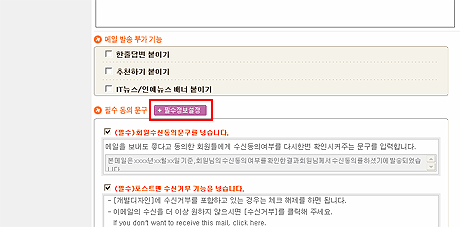 메일 발송 부가 기능
한줄답변 붙이기
추천하기 붙이기
IT뉴스/연예뉴스 배너 붙이기
필수 동의 문구
+ 필수정보설정
(필수)회원수신동의문구를 넣습니다.
메일을 보내도 좋다고 동의한 회원들에게 수신동의여부를 다시한번 확인시켜주는 문구를 입력합니다.
본메일은xxxx년xx월xx일기준,회원님의수신동의여부를확인한결과회원님께서수신동의를하셨기에발송되었습
니다
(필수)포스트맨 수신거부 기능을 넣습니다.
- [개별디자인]에 수신거부를 포함하고 있는 경우는 체크 해제를 하면 됩니다.
- 이메일의 수신을 더 이상 원하지 않으시면 [수신거부]를 클릭해 주세요.
If you don't want to receive this mail, click here.